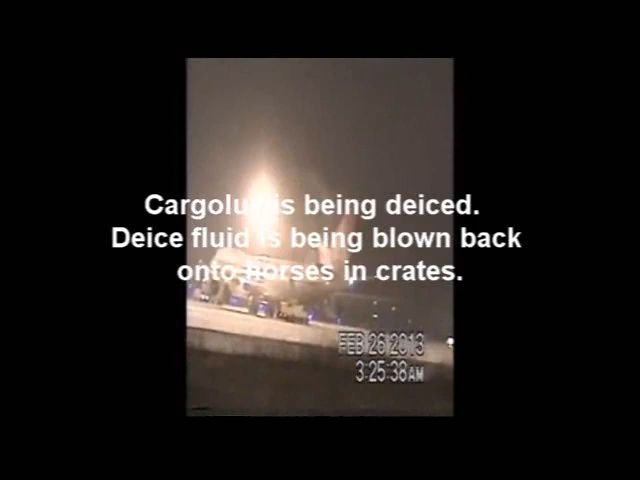 Cargolux is being deiced.
Deice fluid is being blown back
onto horses in crates.
FEB 26 2013
3:25:38AM